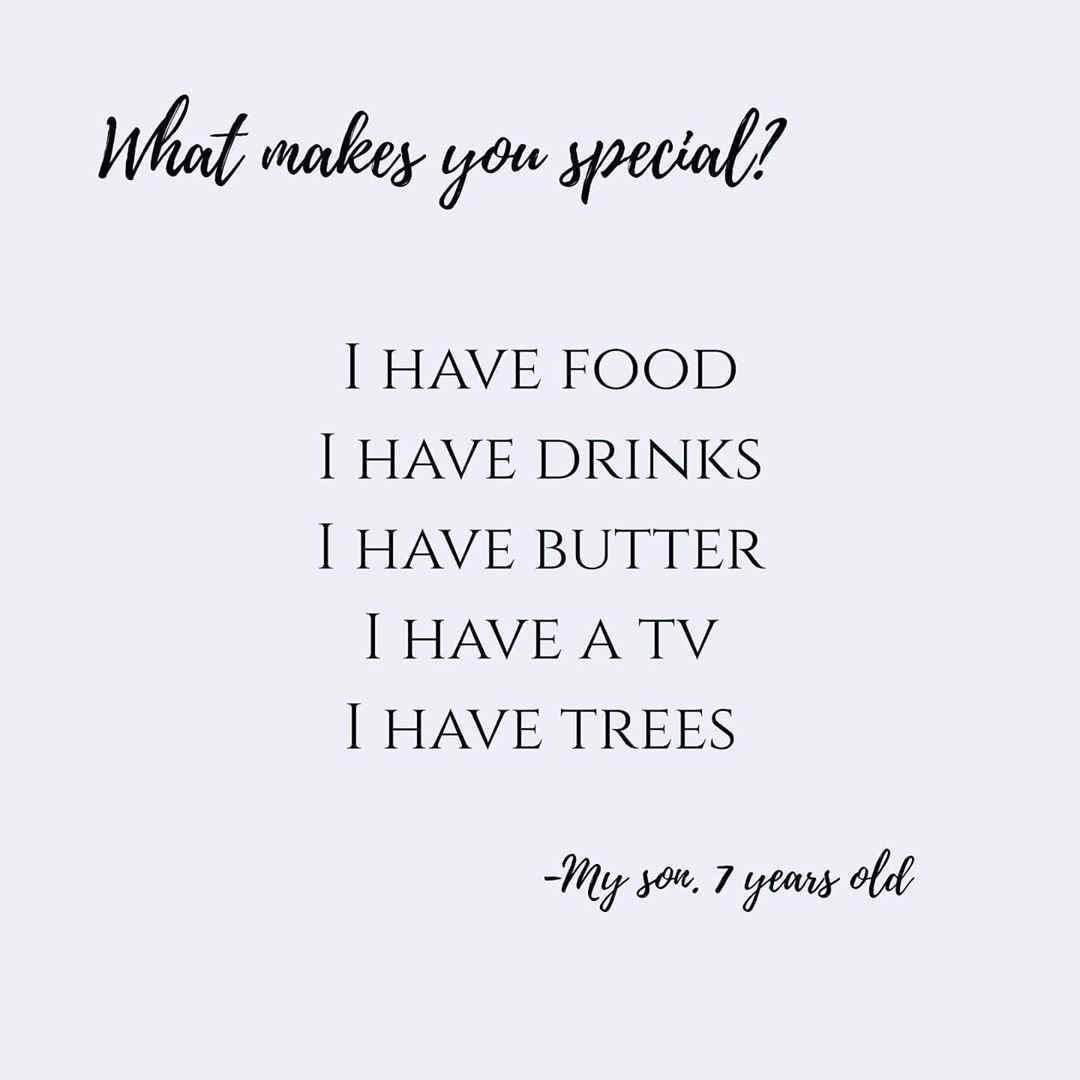 What makes you special?
I HAVE FOOD
I HAVE DRINKS
I HAVE BUTTER
I HAVE A TV
I HAVE TREES
-My son. 7 years old